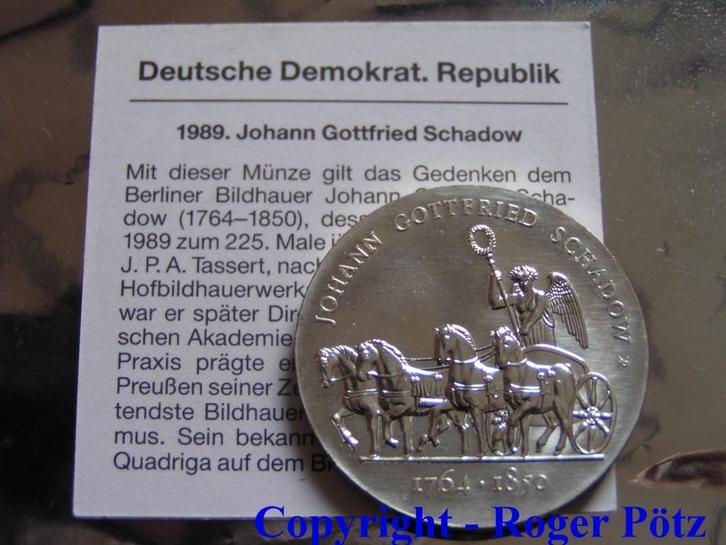 Deutsche Demokrat. Republik
1989. Johann Gottfried Schadow
Mit dieser Münze gilt das Gedenken dem
Berliner Bildhauer Johann Scha-
dow (1764–1850),
1989 zum 225. Male
J. P. A. Tassert, nach
Hofbildhauerwerk
war er später Dir
schen Akademie
Praxis prägte
Preußen seiner
tendste Bildhauer
mus. Sein bekann
Quadriga auf dem
JOHANN GOTTFRIED SCHADOW *
1764 · 1850
Copyright - Roger Pötz